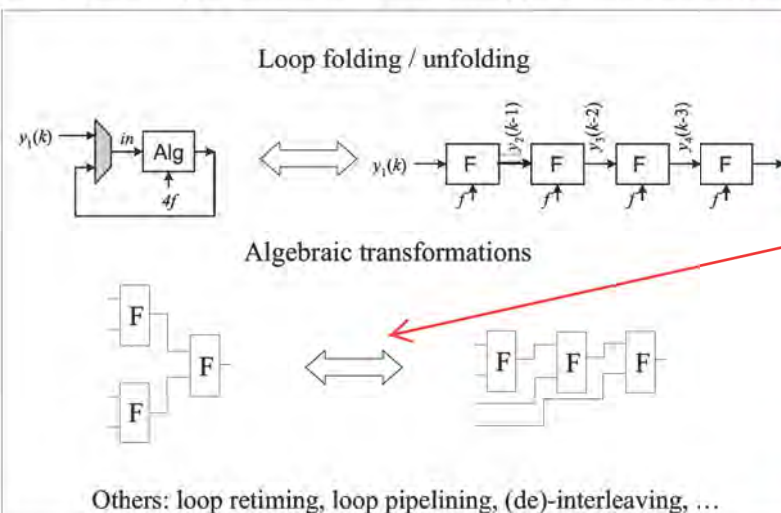 Loop folding / unfolding
y₁(k)
in
Alg
4f
y₁(k)
F
y₂(k-1)
F
y₃(k-2)
F
y₄(k-3)
F
f
f
f
f
Algebraic transformations
F
F
F
F
F
F
Others: loop retiming, loop pipelining, (de)-interleaving, …